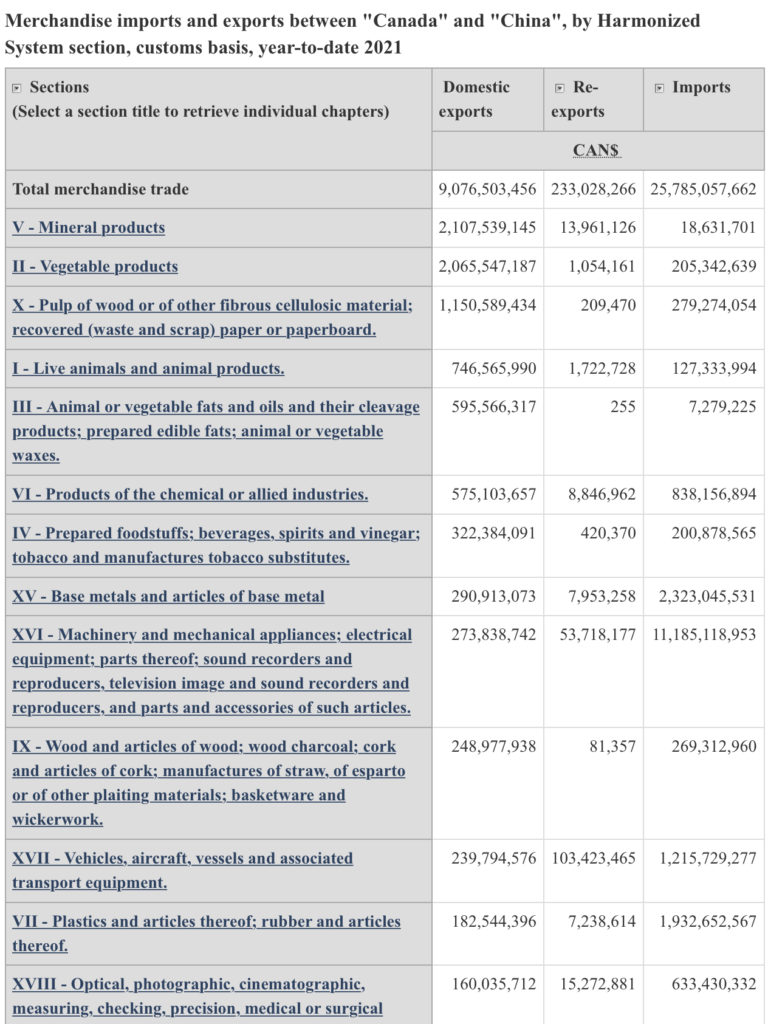 Merchandise imports and exports between "Canada" and "China", by Harmonized
System section, customs basis, year-to-date 2021
Sections
(Select a section title to retrieve individual chapters)
Domestic
exports
Re-
exports
Imports
CAN$
Total merchandise trade 9,076,503,456 233,028,266 25,785,057,662
V - Mineral products 2,107,539,145 13,961,126 18,631,701
II - Vegetable products 2,065,547,187 1,054,161 205,342,639
X - Pulp of wood or of other fibrous cellulosic material; 1,150,589,434 209,470 279,274,054
recovered (waste and scrap) paper or paperboard.
I - Live animals and animal products. 746,565,990 1,722,728 127,333,994
III - Animal or vegetable fats and oils and their cleavage 595,566,317 255 7,279,225
products; prepared edible fats; animal or vegetable
waxes.
VI - Products of the chemical or allied industries. 575,103,657 8,846,962 838,156,894
IV - Prepared foodstuffs; beverages, spirits and vinegar; 322,384,091 420,370 200,878,565
tobacco and manufactures tobacco substitutes.
XV - Base metals and articles of base metal 290,913,073 7,953,258 2,323,045,531
XVI - Machinery and mechanical appliances; electrical 273,838,742 53,718,177 11,185,118,953
equipment; parts thereof; sound recorders and
reproducers, television image and sound recorders and
reproducers, and parts and accessories of such articles.
IX - Wood and articles of wood; wood charcoal; cork 248,977,938 81,357 269,312,960
and articles of cork; manufactures of straw, of esparto
or of other plaiting materials; basketware and
wickerwork.
XVII - Vehicles, aircraft, vessels and associated 239,794,576 103,423,465 1,215,729,277
transport equipment.
VII - Plastics and articles thereof; rubber and articles 182,544,396 7,238,614 1,932,652,567
thereof.
XVIII - Optical, photographic, cinematographic, 160,035,712 15,272,881 633,430,332
measuring, checking, precision, medical or surgical